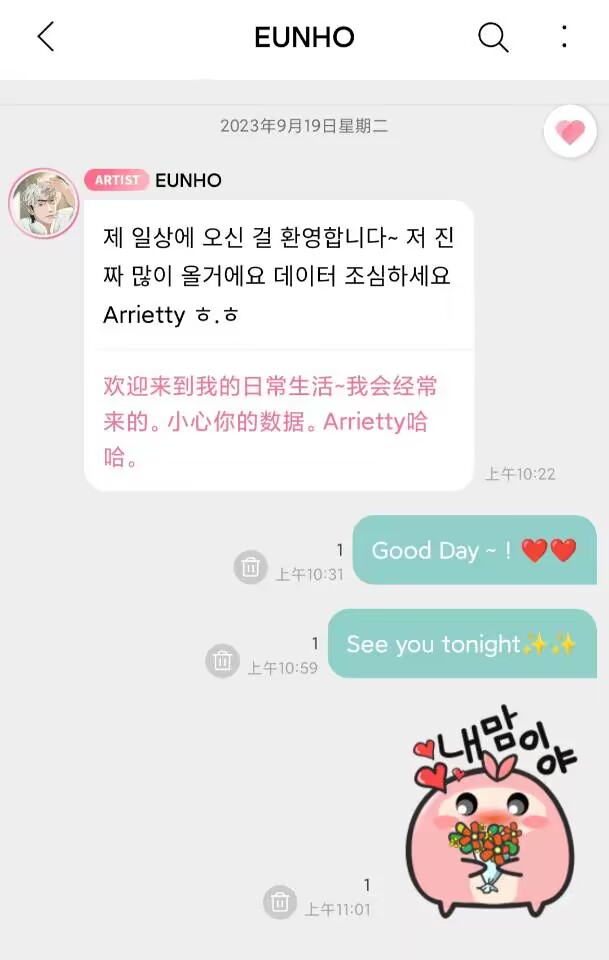 EUNHO
2023年9月19日星期二
ARTIST EUNHO
제 일상에 오신 걸 환영합니다~ 저 진
짜 많이 올거에요 데이터 조심하세요
Arrietty ㅎ.ㅎ
欢迎来到我的日常生活~我会经常
来的。小心你的数据。Arrietty哈
哈。
上午10:22
Good Day ~ ! ❤️❤️
1
上午10:31
See you tonight✨✨
1
上午10:59
내맘이야
1
上午11:01